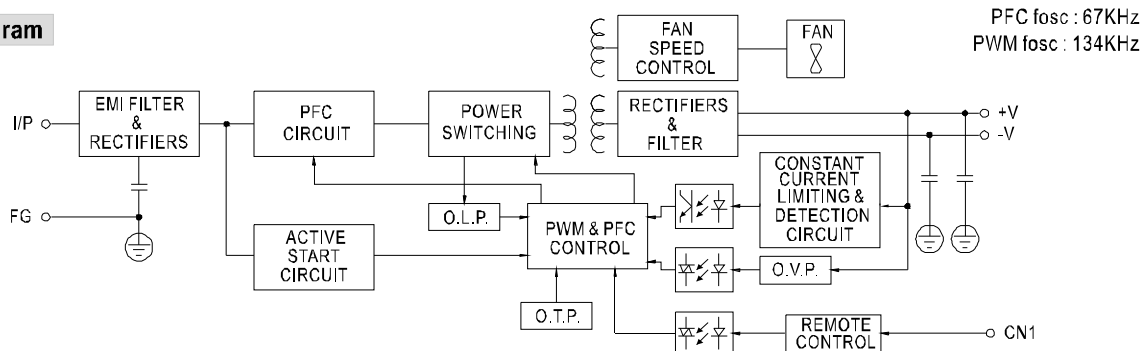 ram
PFC fosc : 67KHz
PWM fosc : 134KHz
FAN
SPEED
CONTROL
FAN
I/P
EMI FILTER
&
RECTIFIERS
PFC
CIRCUIT
POWER
SWITCHING
RECTIFIERS
&
FILTER
+V
-V
CONSTANT
CURRENT
LIMITING &
DETECTION
CIRCUIT
FG
O.L.P.
PWM & PFC
CONTROL
ACTIVE
START
CIRCUIT
O.V.P.
O.T.P.
REMOTE
CONTROL
CN1